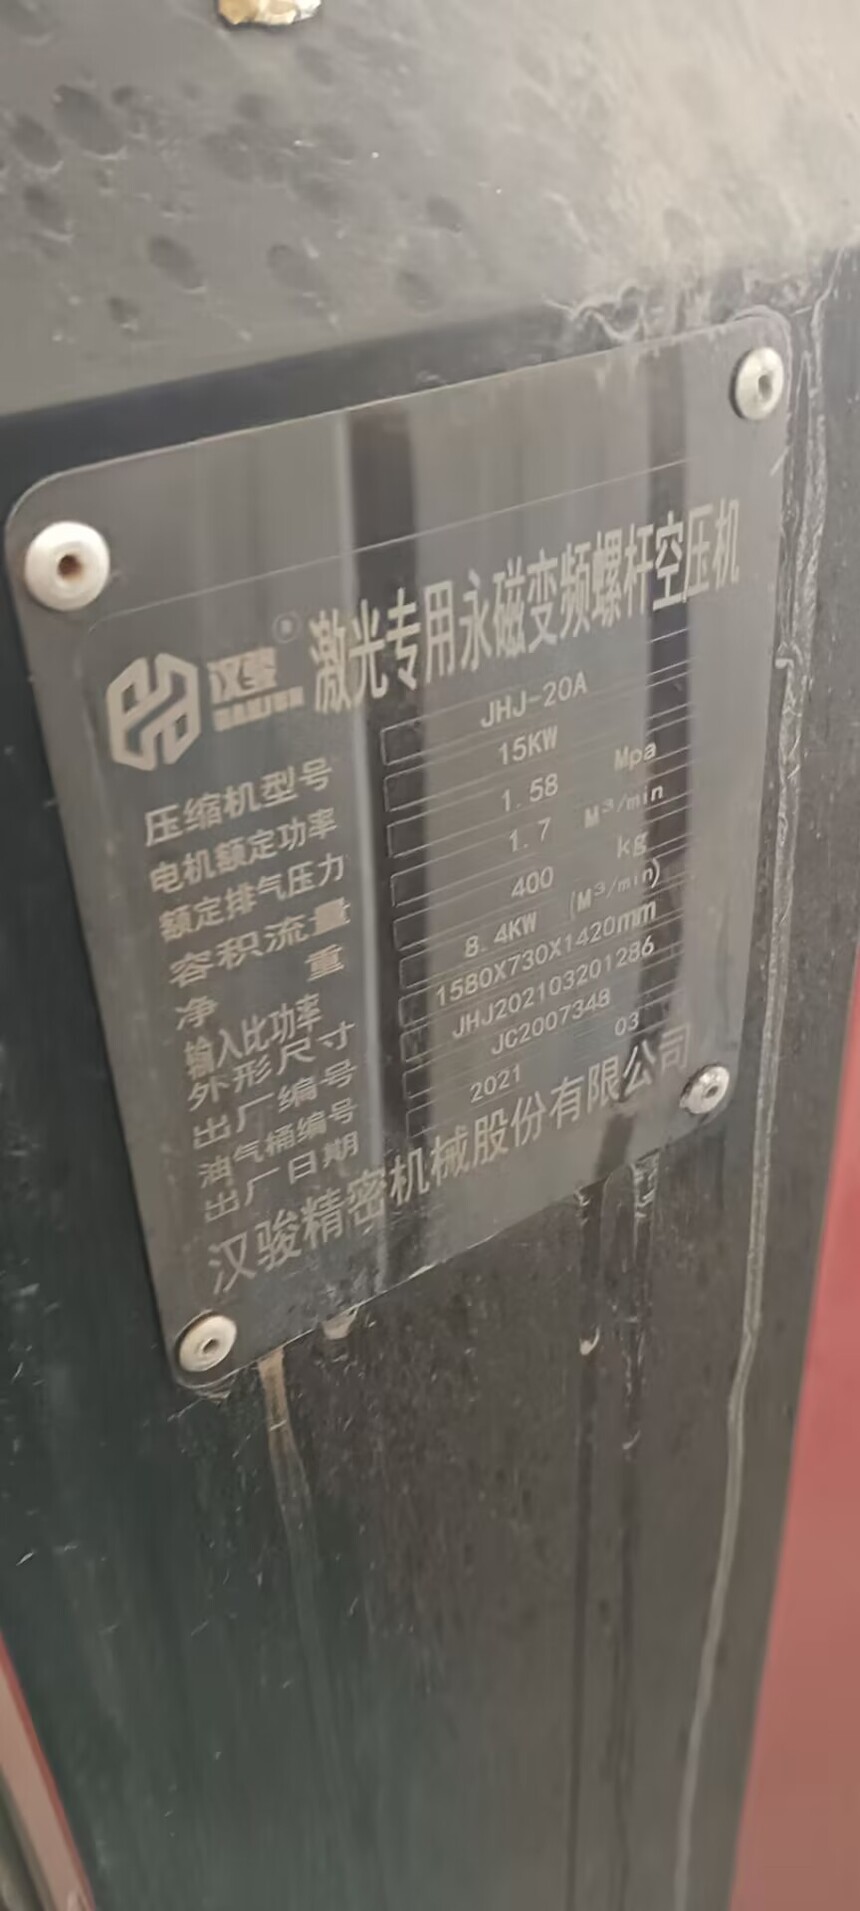 汉骏® 激光专用永磁变频螺杆空压机
HANJUN
压缩机型号 JHJ-20A
电机额定功率 15KW
额定排气压力 1.58 Mpa
容积流量 1.7 M³/min
净重 400 kg
输入比功率 8.4KW (M³/min)
外形尺寸 1580X730X1420mm
出厂编号 JHJ202103201286
油气桶编号 JC2007348
出厂日期 2021 03
汉骏精密机械股份有限公司